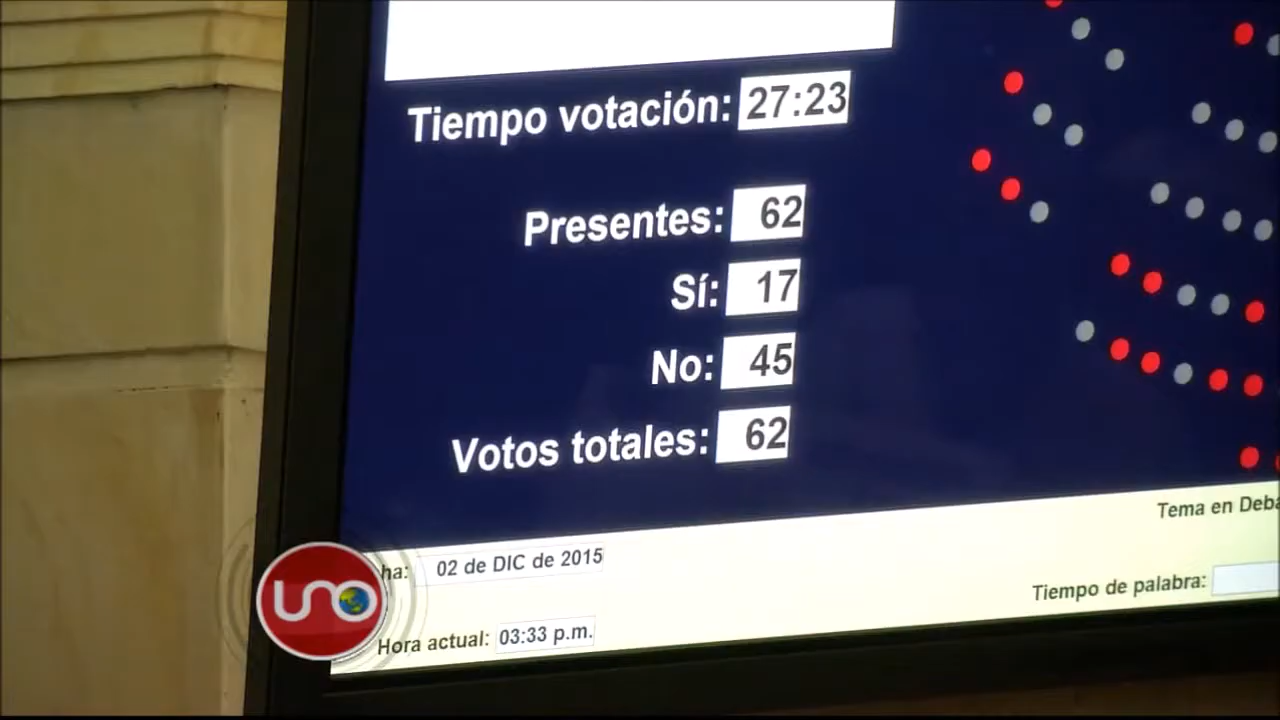 Tiempo votación: 27:23
Presentes: 62
Sí: 17
No: 45
Votos totales: 62
Tema en Deba
ha: 02 de DIC de 2015
Tiempo de palabra:
Hora actual: 03:33 p.m.
UNO